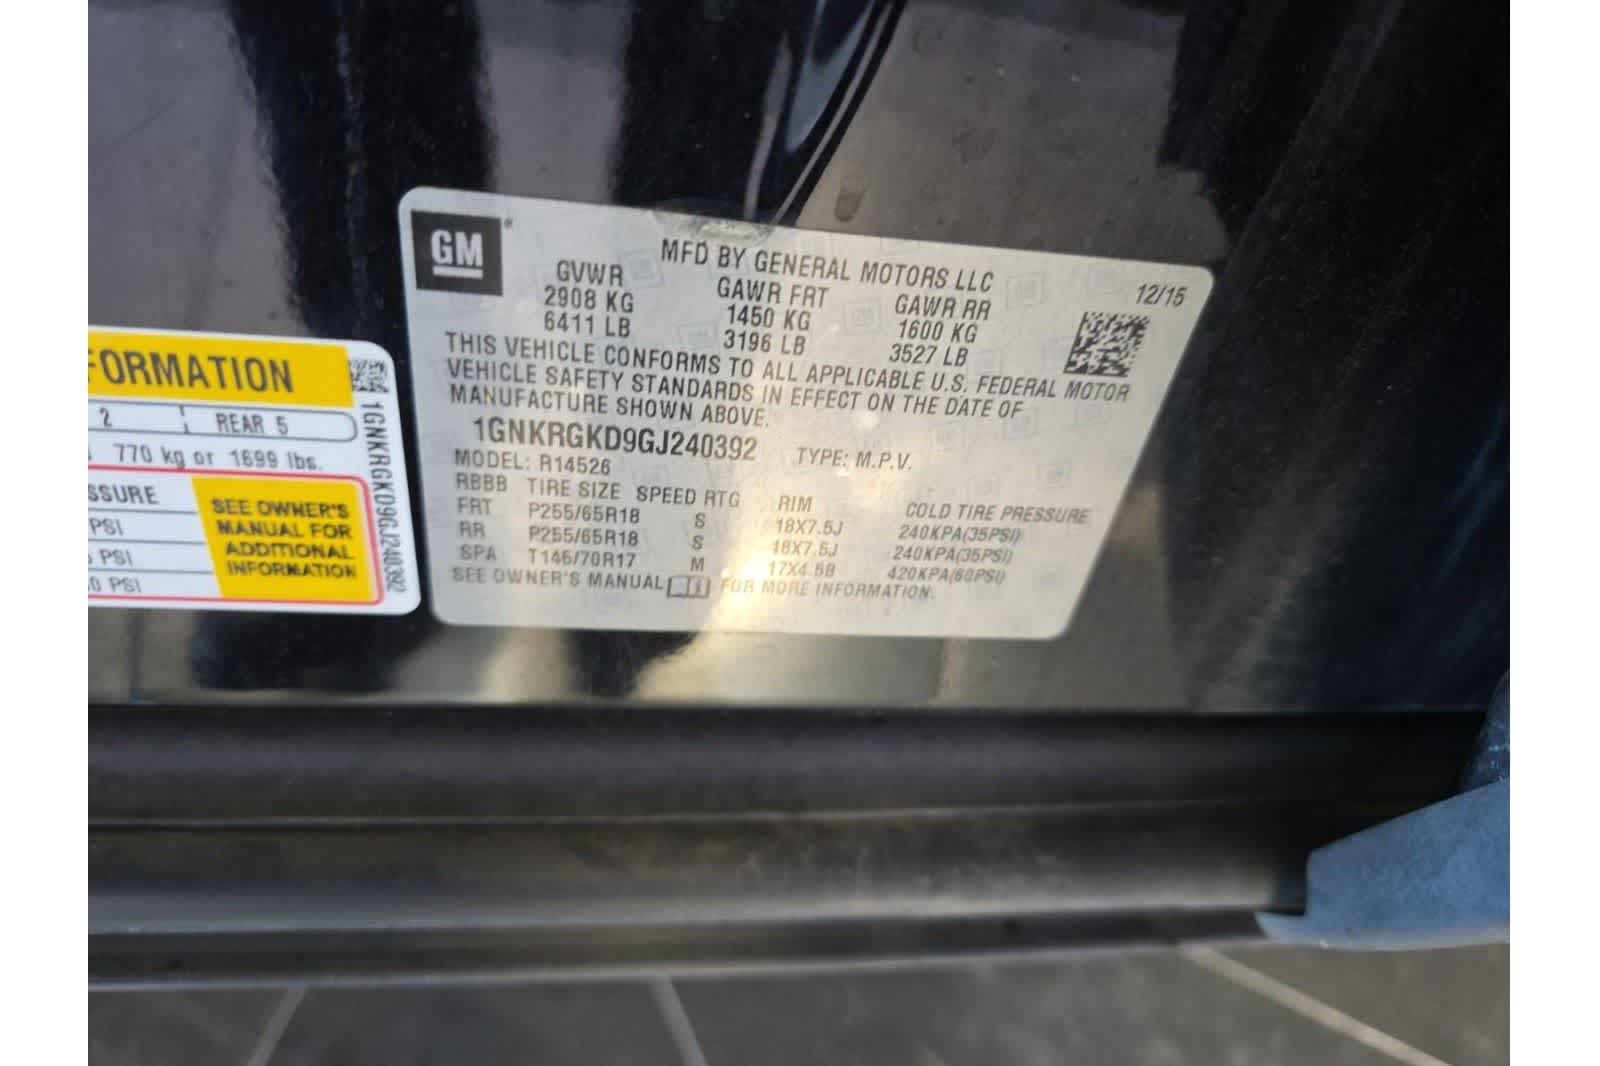 GM
MFD BY GENERAL MOTORS LLC
12/15
GVWR GAWR FRT GAWR RR
2908 KG 1450 KG 1600 KG
6411 LB 3196 LB 3527 LB
THIS VEHICLE CONFORMS TO ALL APPLICABLE U.S. FEDERAL MOTOR
VEHICLE SAFETY STANDARDS IN EFFECT ON THE DATE OF
MANUFACTURE SHOWN ABOVE.
1GNKRGKD9GJ240392 TYPE: M.P.V.
MODEL: R14526
RBBB TIRE SIZE SPEED RTG RIM COLD TIRE PRESSURE
FRT P255/65R18 S 18X7.5J 240KPA(35PSI)
RR P255/65R18 S 18X7.5J 240KPA(35PSI)
SPA T145/70R17 M 17X4.5B 420KPA(60PSI)
SEE OWNER'S MANUAL FOR MORE INFORMATION.
FORMATION
2 REAR 5
770 kg or 1699 lbs.
SSURE
PSI
PSI
0 PSI
SEE OWNER'S
MANUAL FOR
ADDITIONAL
INFORMATION
1GNKRGKD9GJ240392